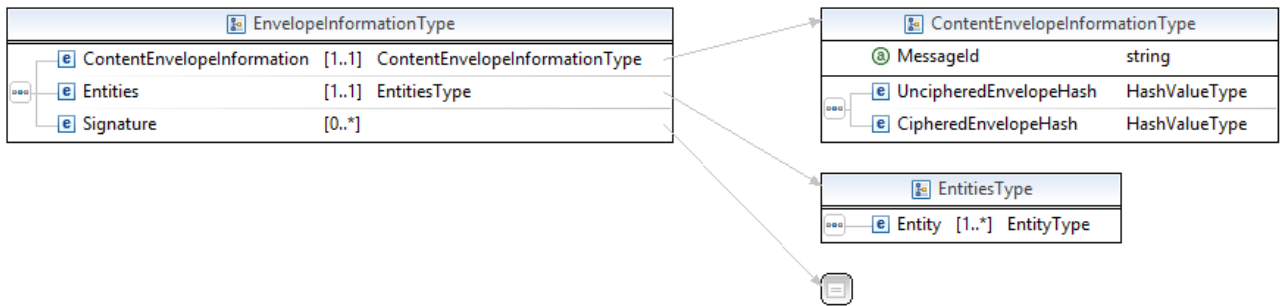 EnvelopeInformationType
e ContentEnvelopeInformation [1..1] ContentEnvelopeInformationType
e Entities [1..1] EntitiesType
e Signature [0..*]
ContentEnvelopeInformationType
a MessageId string
e UncipheredEnvelopeHash HashValueType
e CipheredEnvelopeHash HashValueType
EntitiesType
e Entity [1..*] EntityType